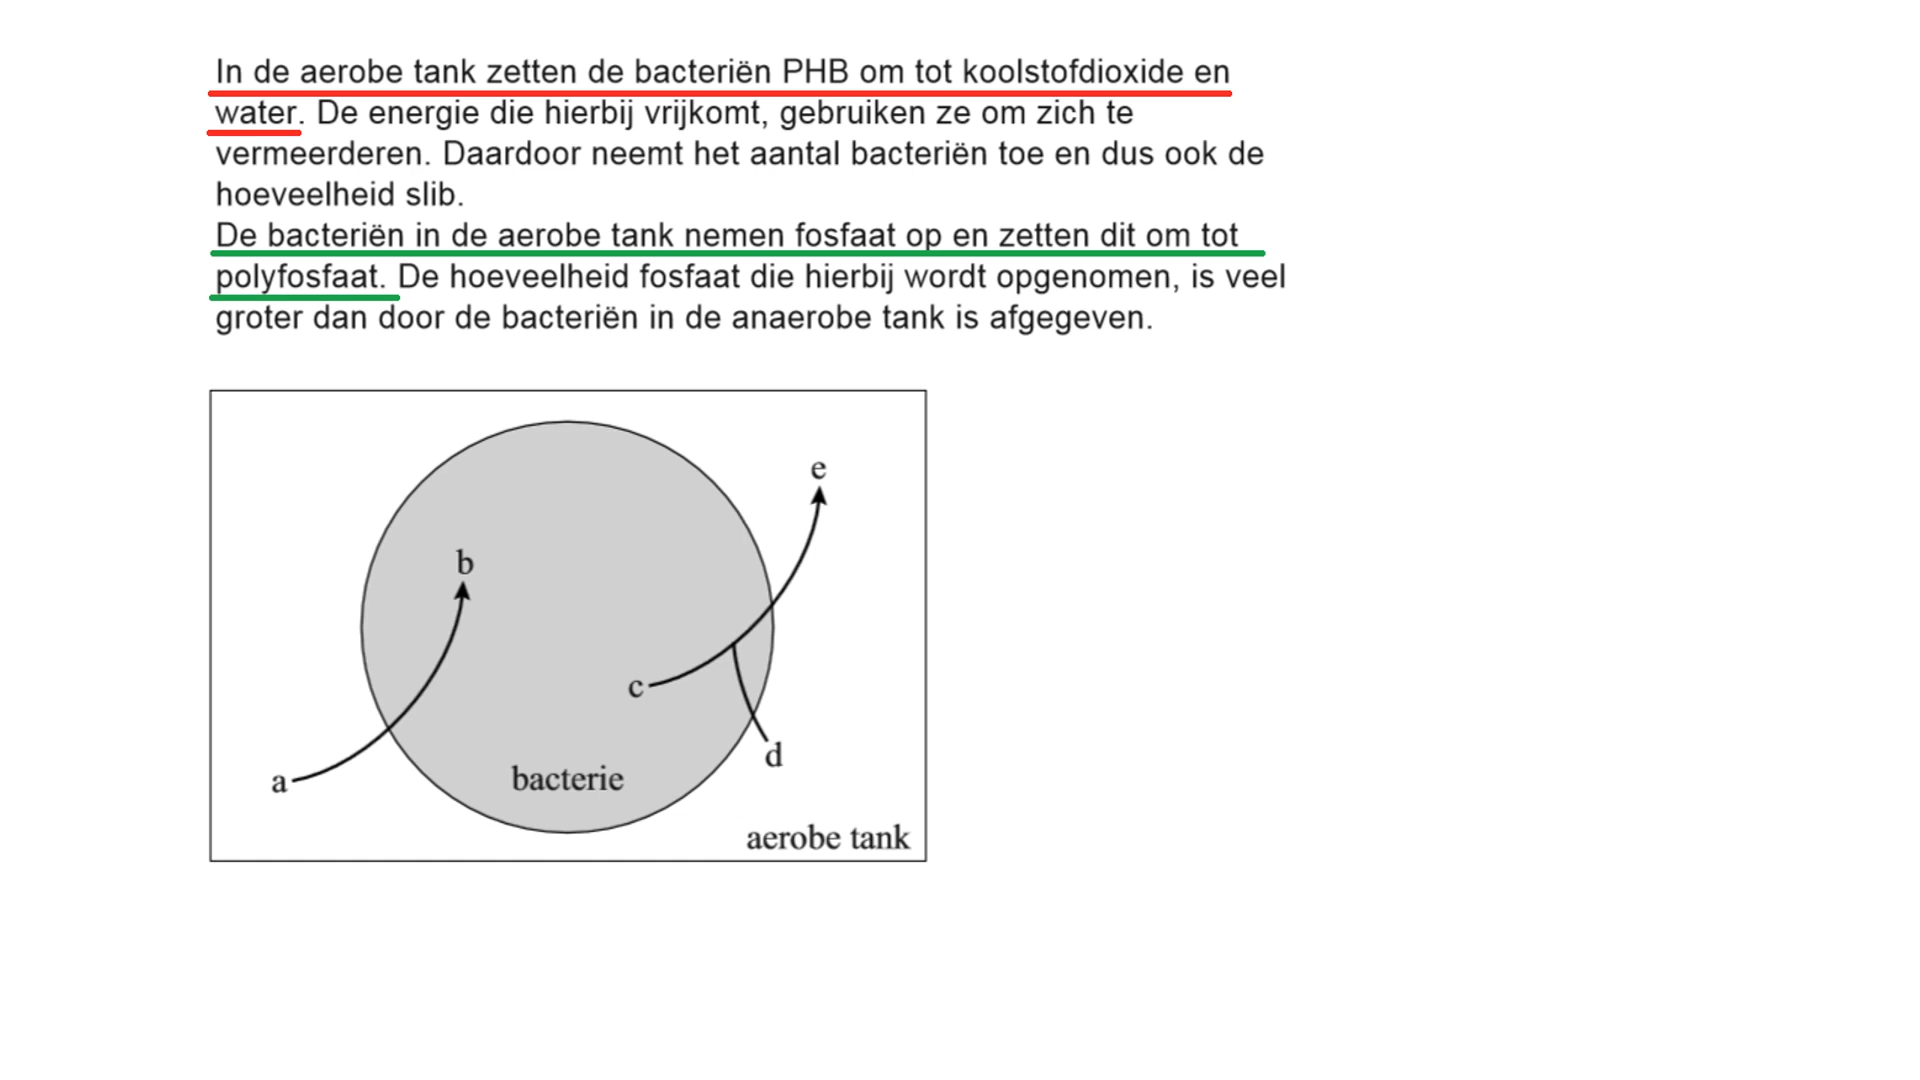 In de aerobe tank zetten de bacteriën PHB om tot koolstofdioxide en
water. De energie die hierbij vrijkomt, gebruiken ze om zich te
vermeerderen. Daardoor neemt het aantal bacteriën toe en dus ook de
hoeveelheid slib.
De bacteriën in de aerobe tank nemen fosfaat op en zetten dit om tot
polyfosfaat. De hoeveelheid fosfaat die hierbij wordt opgenomen, is veel
groter dan door de bacteriën in de anaerobe tank is afgegeven.
e
b
c
d
a
bacterie
aerobe tank